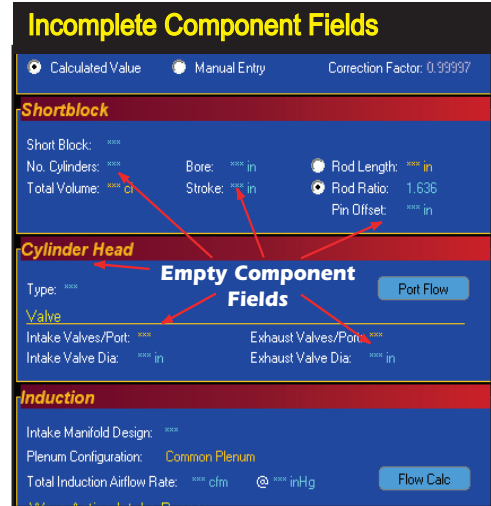 Incomplete Component Fields
Calculated Value Manual Entry Correction Factor: 0.99997
Shortblock
Short Block: ***
No. Cylinders: *** Bore: *** in Rod Length: *** in
Total Volume: *** ci Stroke: *** in Rod Ratio: 1.636
Pin Offset: *** in
Cylinder Head
Empty Component
Fields
Type: *** Port Flow
Valve
Intake Valves/Port: *** Exhaust Valves/Port: ***
Intake Valve Dia: *** in Exhaust Valve Dia: *** in
Induction
Intake Manifold Design: ***
Plenum Configuration: Common Plenum
Total Induction Airflow Rate: *** cfm @ *** inHg Flow Calc